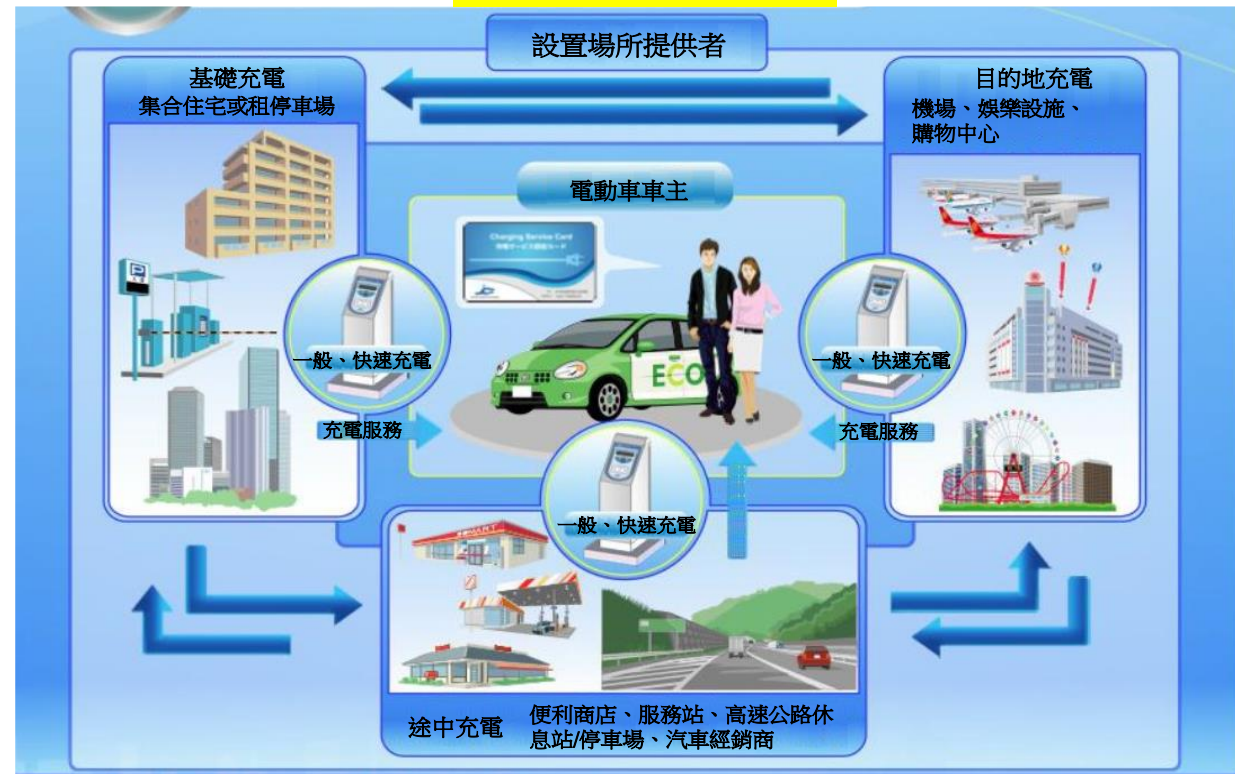 設置場所提供者
基礎充電
集合住宅或租停車場
目的地充電
機場、娛樂設施、
購物中心
電動車車主
Charging Service Card
一般、快速充電
一般、快速充電
ECO
充電服務
充電服務
一般、快速充電
途中充電
便利商店、服務站、高速公路休
息站/停車場、汽車經銷商